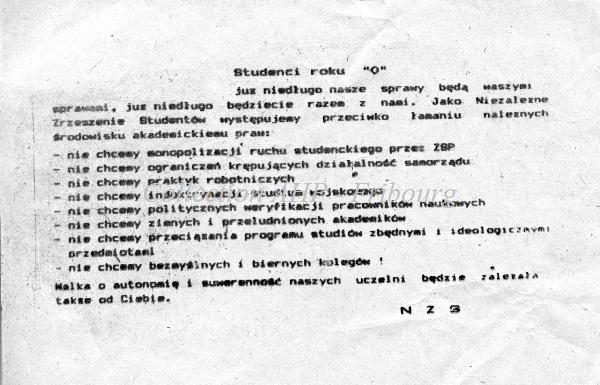 Studenci roku "0"
już niedługo nasze sprawy będą waszymi
sprawami, już niedługo będziecie razem z nami. Jako Niezależne
Zrzeszenie Studentów występujemy przeciwko łamaniu należnych
środowisku akademickiemu praw:
- nie chcemy monopolizacji ruchu studenckiego przez ZSP
- nie chcemy ograniczeń krępujących działalność samorządu
- nie chcemy praktyk robotniczych
- nie chcemy studium wojskowym
- nie chcemy politycznych weryfikacji pracowników naukowych
- nie chcemy zimnych i przeludnionych akademików
- nie chcemy przeciążania programu studiów zbędnymi i ideologicznymi
przedmiotami
- nie chcemy bezmyślnych i biernych kolegów !
Walka o autonomię i suwerenność naszych uczelni będzie zależała
także od Ciebie.
N Z S
Fribourg